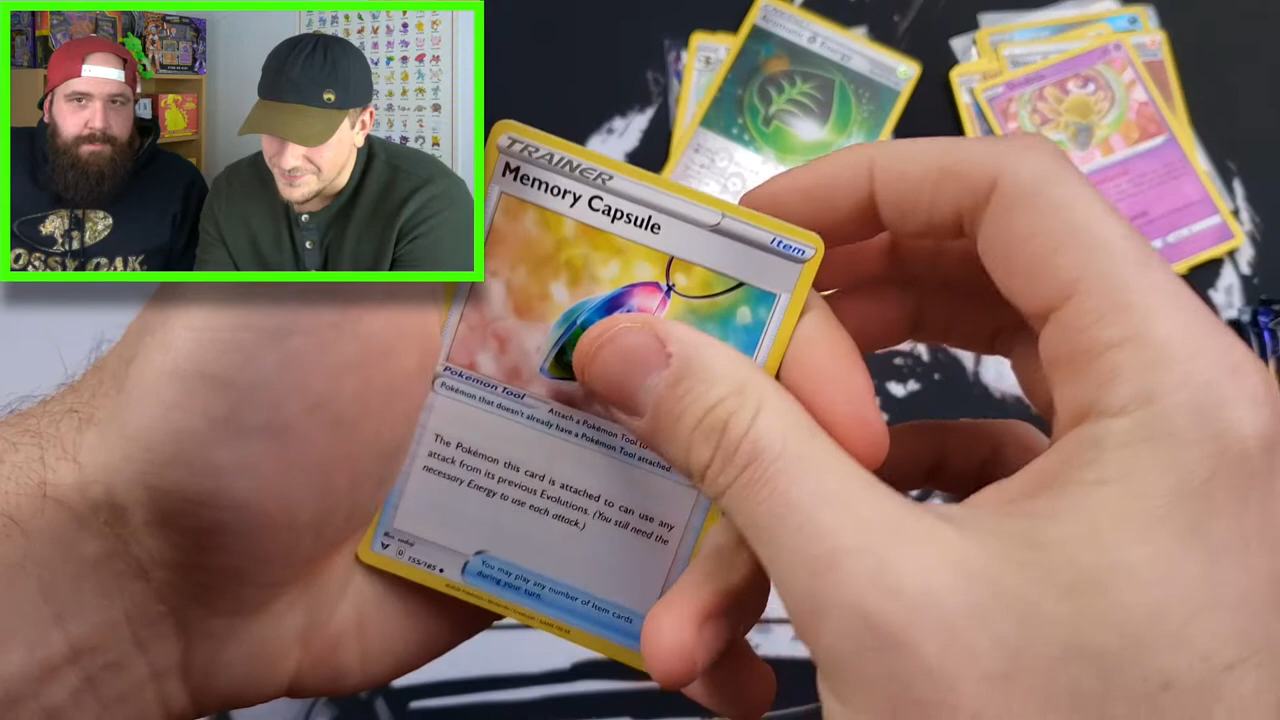 OSSY OAK
Aromatic Energy
TRAINER
Memory Capsule
Item
Pokémon Tool
Attach a Pokémon Tool to
Pokémon that doesn't already have a Pokémon Tool attached.
The Pokémon this card is attached to can use any
attack from its previous Evolutions. (You still need the
necessary Energy to use each attack.)
155/185
You may play any number of Item cards
during your turn.